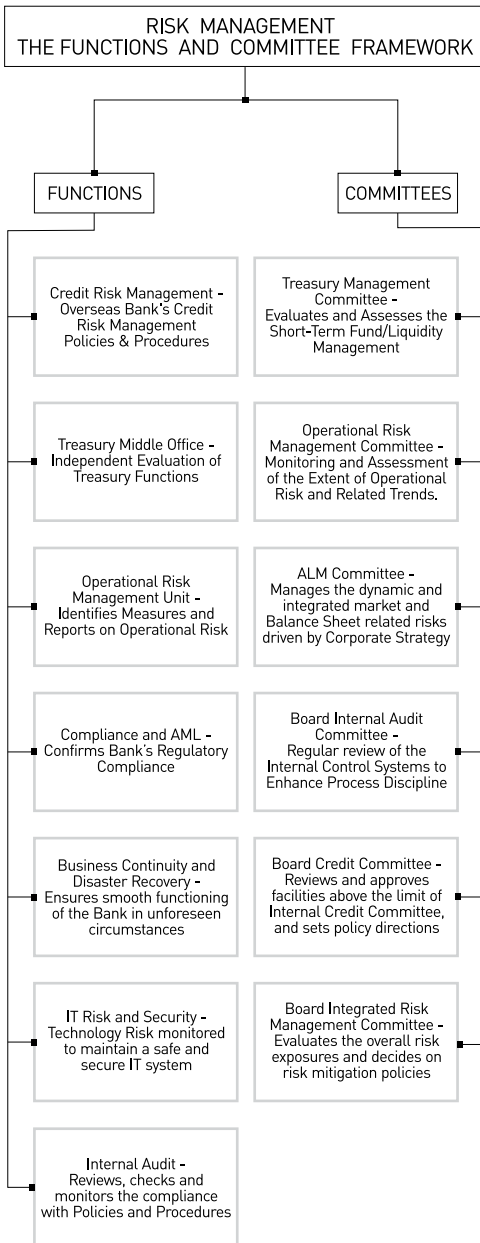 RISK MANAGEMENT
THE FUNCTIONS AND COMMITTEE FRAMEWORK
FUNCTIONS
Credit Risk Management -
Overseas Bank's Credit
Risk Management
Policies & Procedures
Treasury Middle Office -
Independent Evaluation of
Treasury Functions
Operational Risk
Management Unit -
Identifies Measures and
Reports on Operational Risk
Compliance and AML -
Confirms Bank's Regulatory
Compliance
Business Continuity and
Disaster Recovery -
Ensures smooth functioning
of the Bank in unforeseen
circumstances
IT Risk and Security -
Technology Risk monitored
to maintain a safe and
secure IT system
Internal Audit -
Reviews, checks and
monitors the compliance
with Policies and Procedures
COMMITTEES
Treasury Management
Committee -
Evaluates and Assesses the
Short-Term Fund/Liquidity
Management
Operational Risk
Management Committee -
Monitoring and Assessment
of the Extent of Operational
Risk and Related Trends.
ALM Committee -
Manages the dynamic and
integrated market and
Balance Sheet related risks
driven by Corporate Strategy
Board Internal Audit
Committee -
Regular review of the
Internal Control Systems to
Enhance Process Discipline
Board Credit Committee -
Reviews and approves
facilities above the limit of
Internal Credit Committee,
and sets policy directions
Board Integrated Risk
Management Committee -
Evaluates the overall risk
exposures and decides on
risk mitigation policies